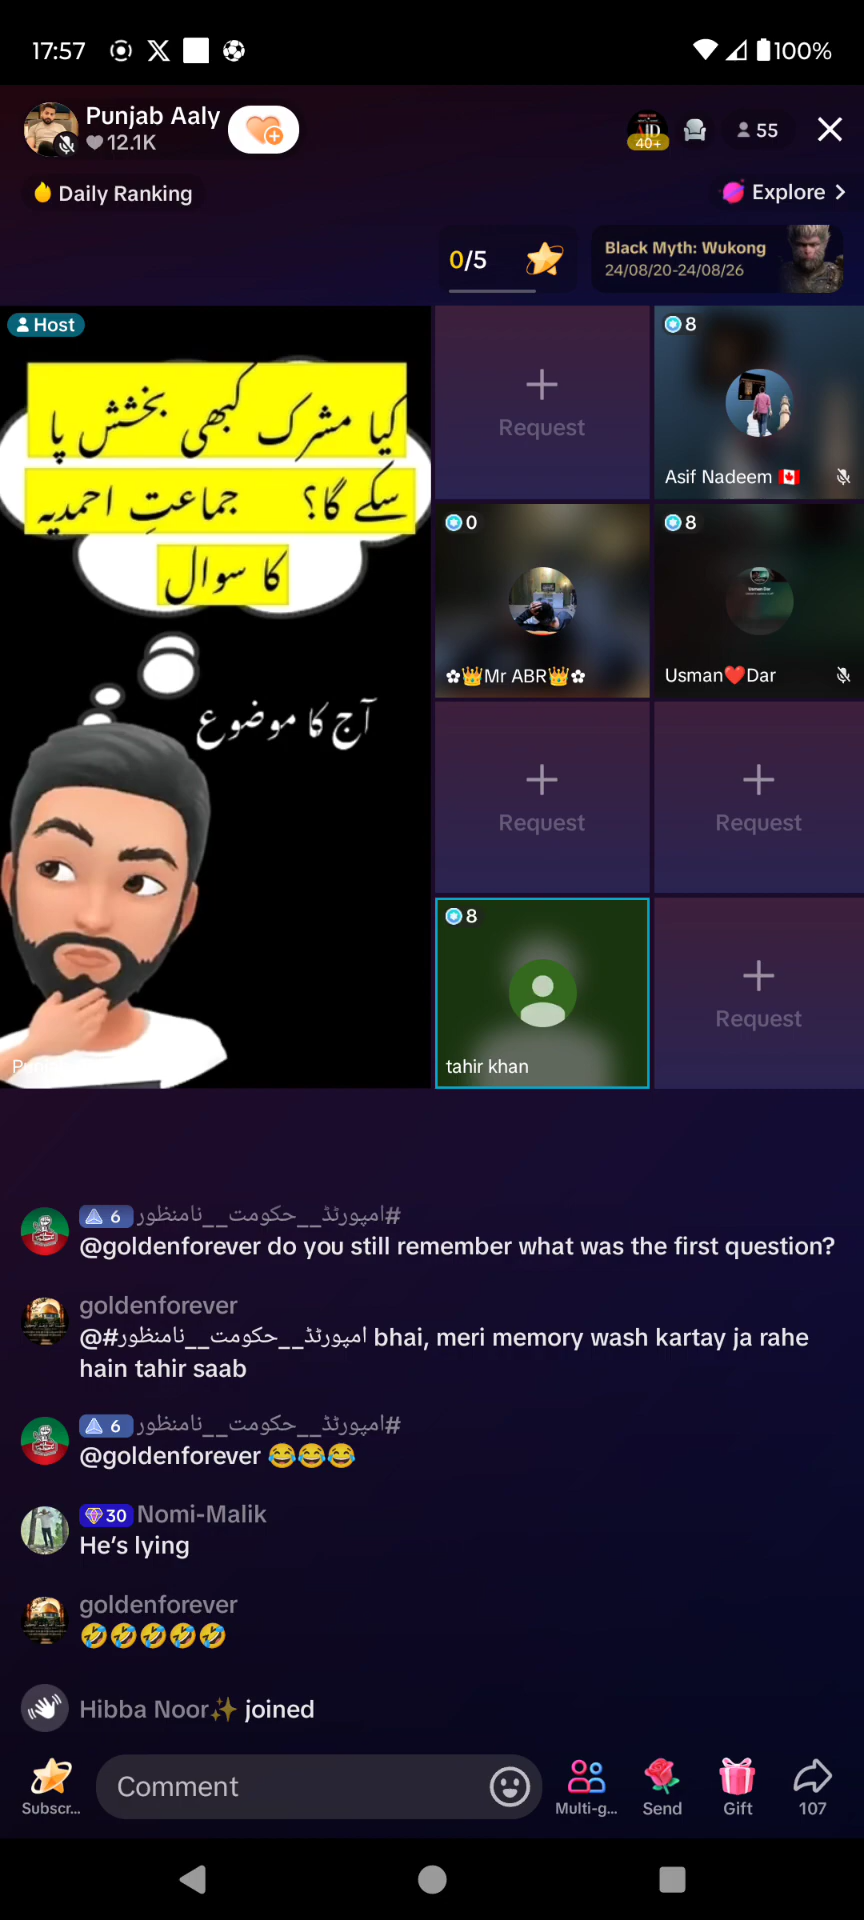 17:57
100%
Punjab Aaly
12.1K
40+
55
Daily Ranking
Explore
0/5
Black Myth: Wukong
24/08/20-24/08/26
Host
کیا مشرک کبھی بخشش پا
سکے گا؟ جماعتِ احمدیہ
کا سوال
آج کا موضوع
Request
8
Asif Nadeem 🇨🇦
0
✿👑Mr ABR👑✿
8
Usman❤️Dar
Request
Request
8
tahir khan
Request
6 #امپورٹڈ__حکومت__نامنظور
@goldenforever do you still remember what was the first question?
goldenforever
@#امپورٹڈ__حکومت__نامنظور bhai, meri memory wash kartay ja rahe
hain tahir saab
6 #امپورٹڈ__حکومت__نامنظور
@goldenforever 😂😂😂
30 Nomi-Malik
He's lying
goldenforever
🤣🤣🤣🤣🤣
Hibba Noor✨ joined
Subscr...
Comment
Multi-g...
Send
Gift
107